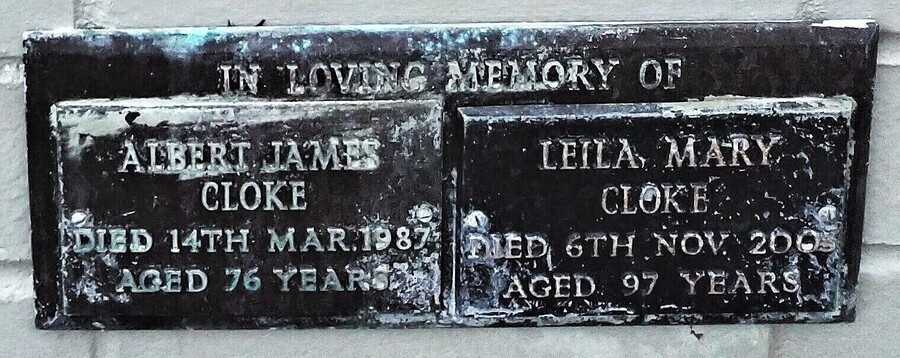 IN LOVING MEMORY OF
ALBERT JAMES
CLOKE
DIED 14TH MAR.1987
AGED 76 YEARS
LEILA MARY
CLOKE
DIED 6TH NOV.
AGED 97 YEARS